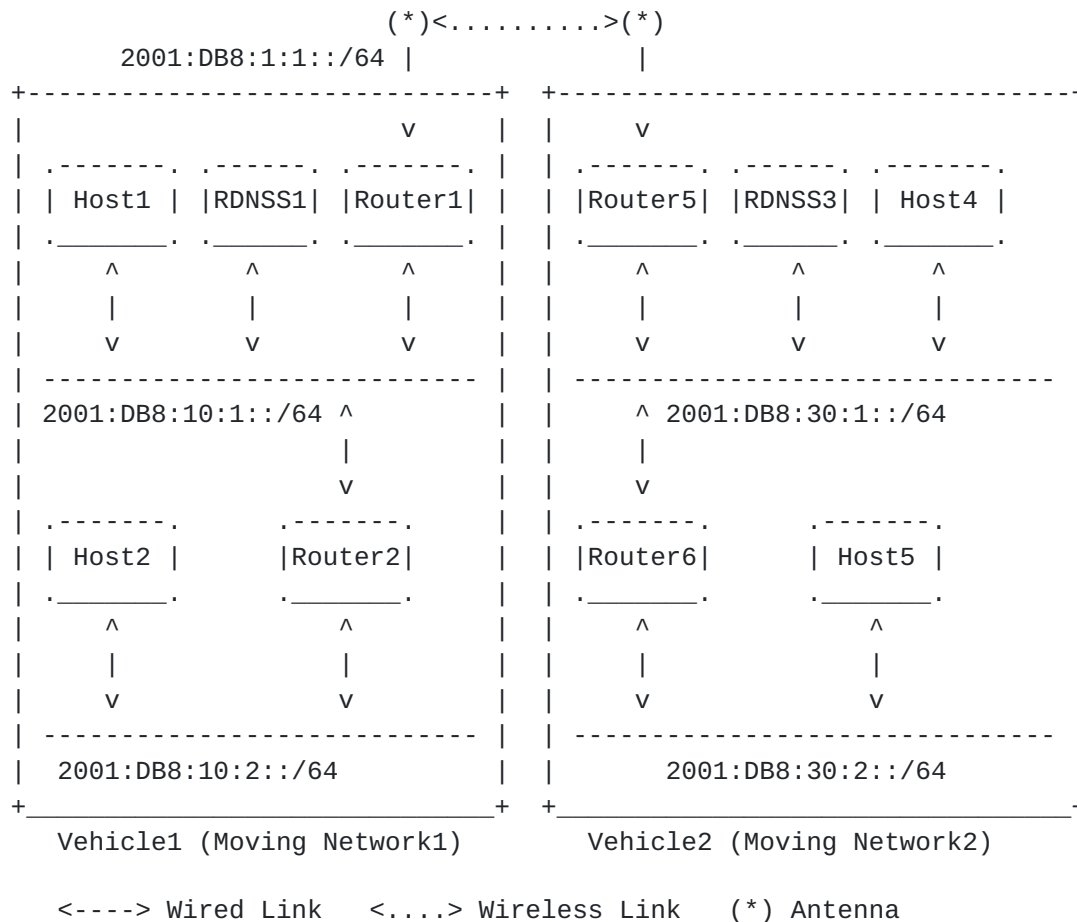 (*)<..........>(*)
2001:DB8:1:1::/64
Host1 RDNSS1 Router1 Router5 RDNSS3 Host4
2001:DB8:10:1::/64 2001:DB8:30:1::/64
Host2 Router2 Router6 Host5
2001:DB8:10:2::/64 2001:DB8:30:2::/64
Vehicle1 (Moving Network1) Vehicle2 (Moving Network2)
<----> Wired Link <....> Wireless Link (*) Antenna